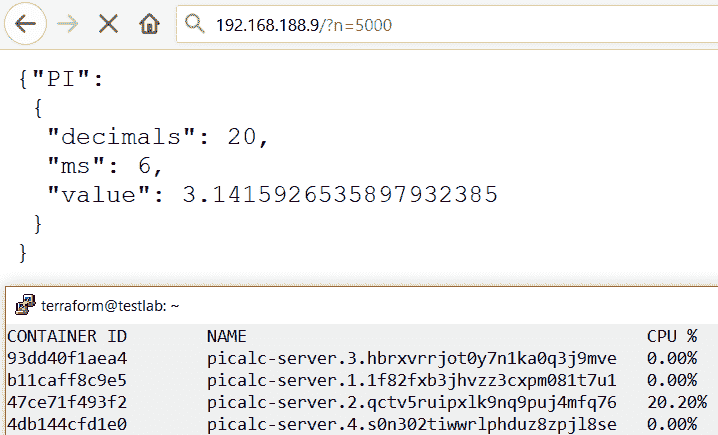 192.168.188.9/?n=5000
{"PI":
{
"decimals": 20,
"ms": 6,
"value": 3.1415926535897932385
}
}
terraform@testlab: ~
CONTAINER ID NAME CPU %
93dd40f1aea4 picalc-server.3.hbrxvrrjot0y7n1ka0q3j9mve 0.00%
b11caff8c9e5 picalc-server.1.1f82fxb3jhvzz3cxpm081t7u1 0.00%
47ce71f493f2 picalc-server.2.qctv5ruipxlk9nq9puj4mfq76 20.20%
4db144cfd1e0 picalc-server.4.s0n302tiwwrlphduz8zpjl8se 0.00%